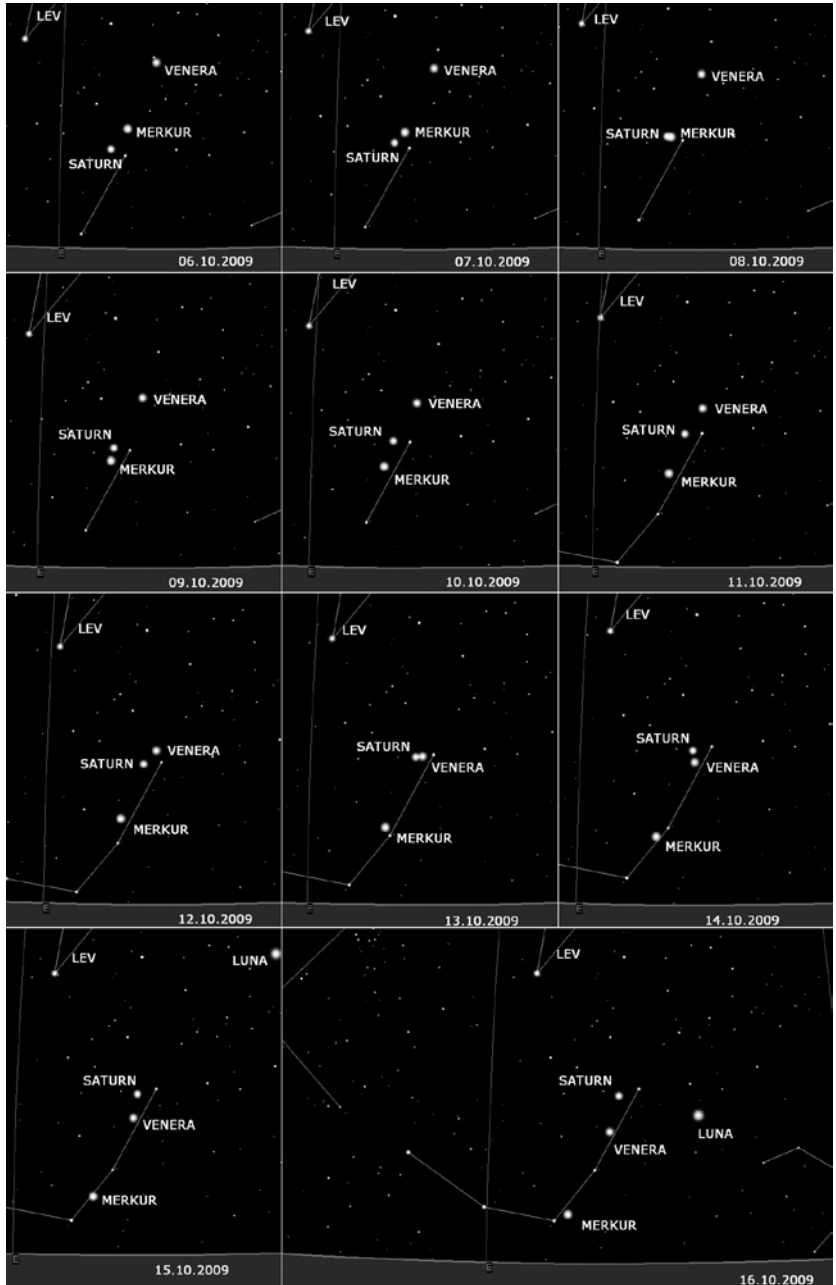 LEV
VENERA
MERKUR
SATURN
E
06.10.2009
LEV
VENERA
MERKUR
SATURN
E
07.10.2009
LEV
VENERA
SATURN MERKUR
E
08.10.2009
LEV
VENERA
SATURN
MERKUR
E
09.10.2009
LEV
VENERA
SATURN
MERKUR
E
10.10.2009
LEV
VENERA
SATURN
MERKUR
E
11.10.2009
LEV
VENERA
SATURN
MERKUR
E
12.10.2009
LEV
SATURN
VENERA
MERKUR
E
13.10.2009
LEV
SATURN
VENERA
MERKUR
E
14.10.2009
LEV
LUNA
SATURN
VENERA
MERKUR
E
15.10.2009
LEV
SATURN
LUNA
VENERA
MERKUR
E
16.10.2009